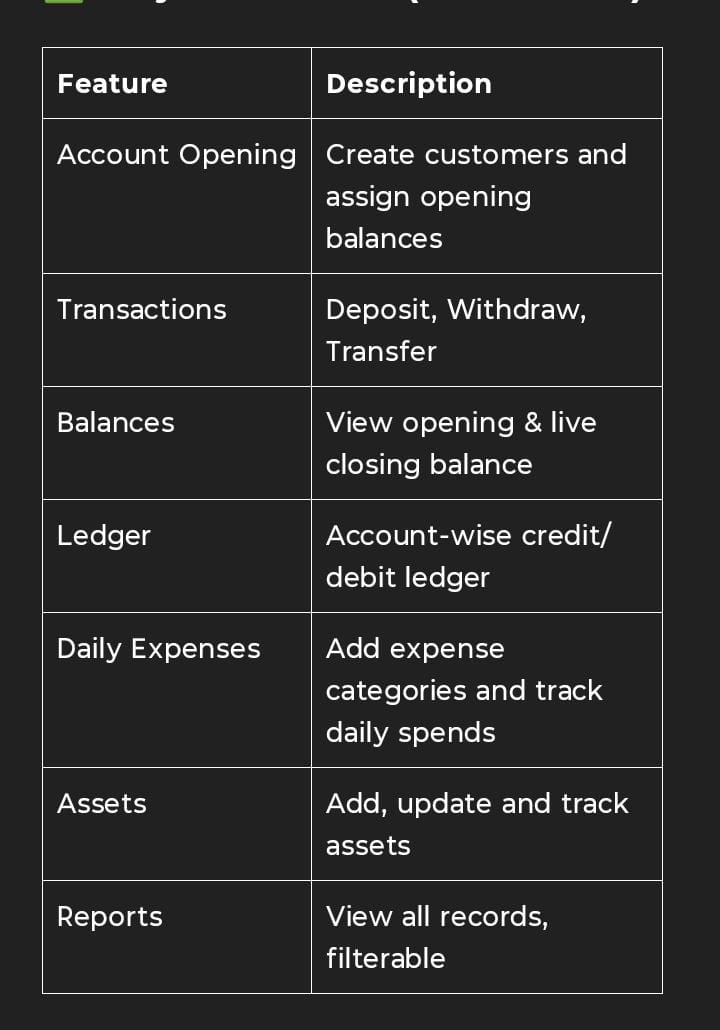 Feature
Description
Account Opening
Create customers and
assign opening
balances
Transactions
Deposit, Withdraw,
Transfer
Balances
View opening & live
closing balance
Ledger
Account-wise credit/
debit ledger
Daily Expenses
Add expense
categories and track
daily spends
Assets
Add, update and track
assets
Reports
View all records,
filterable